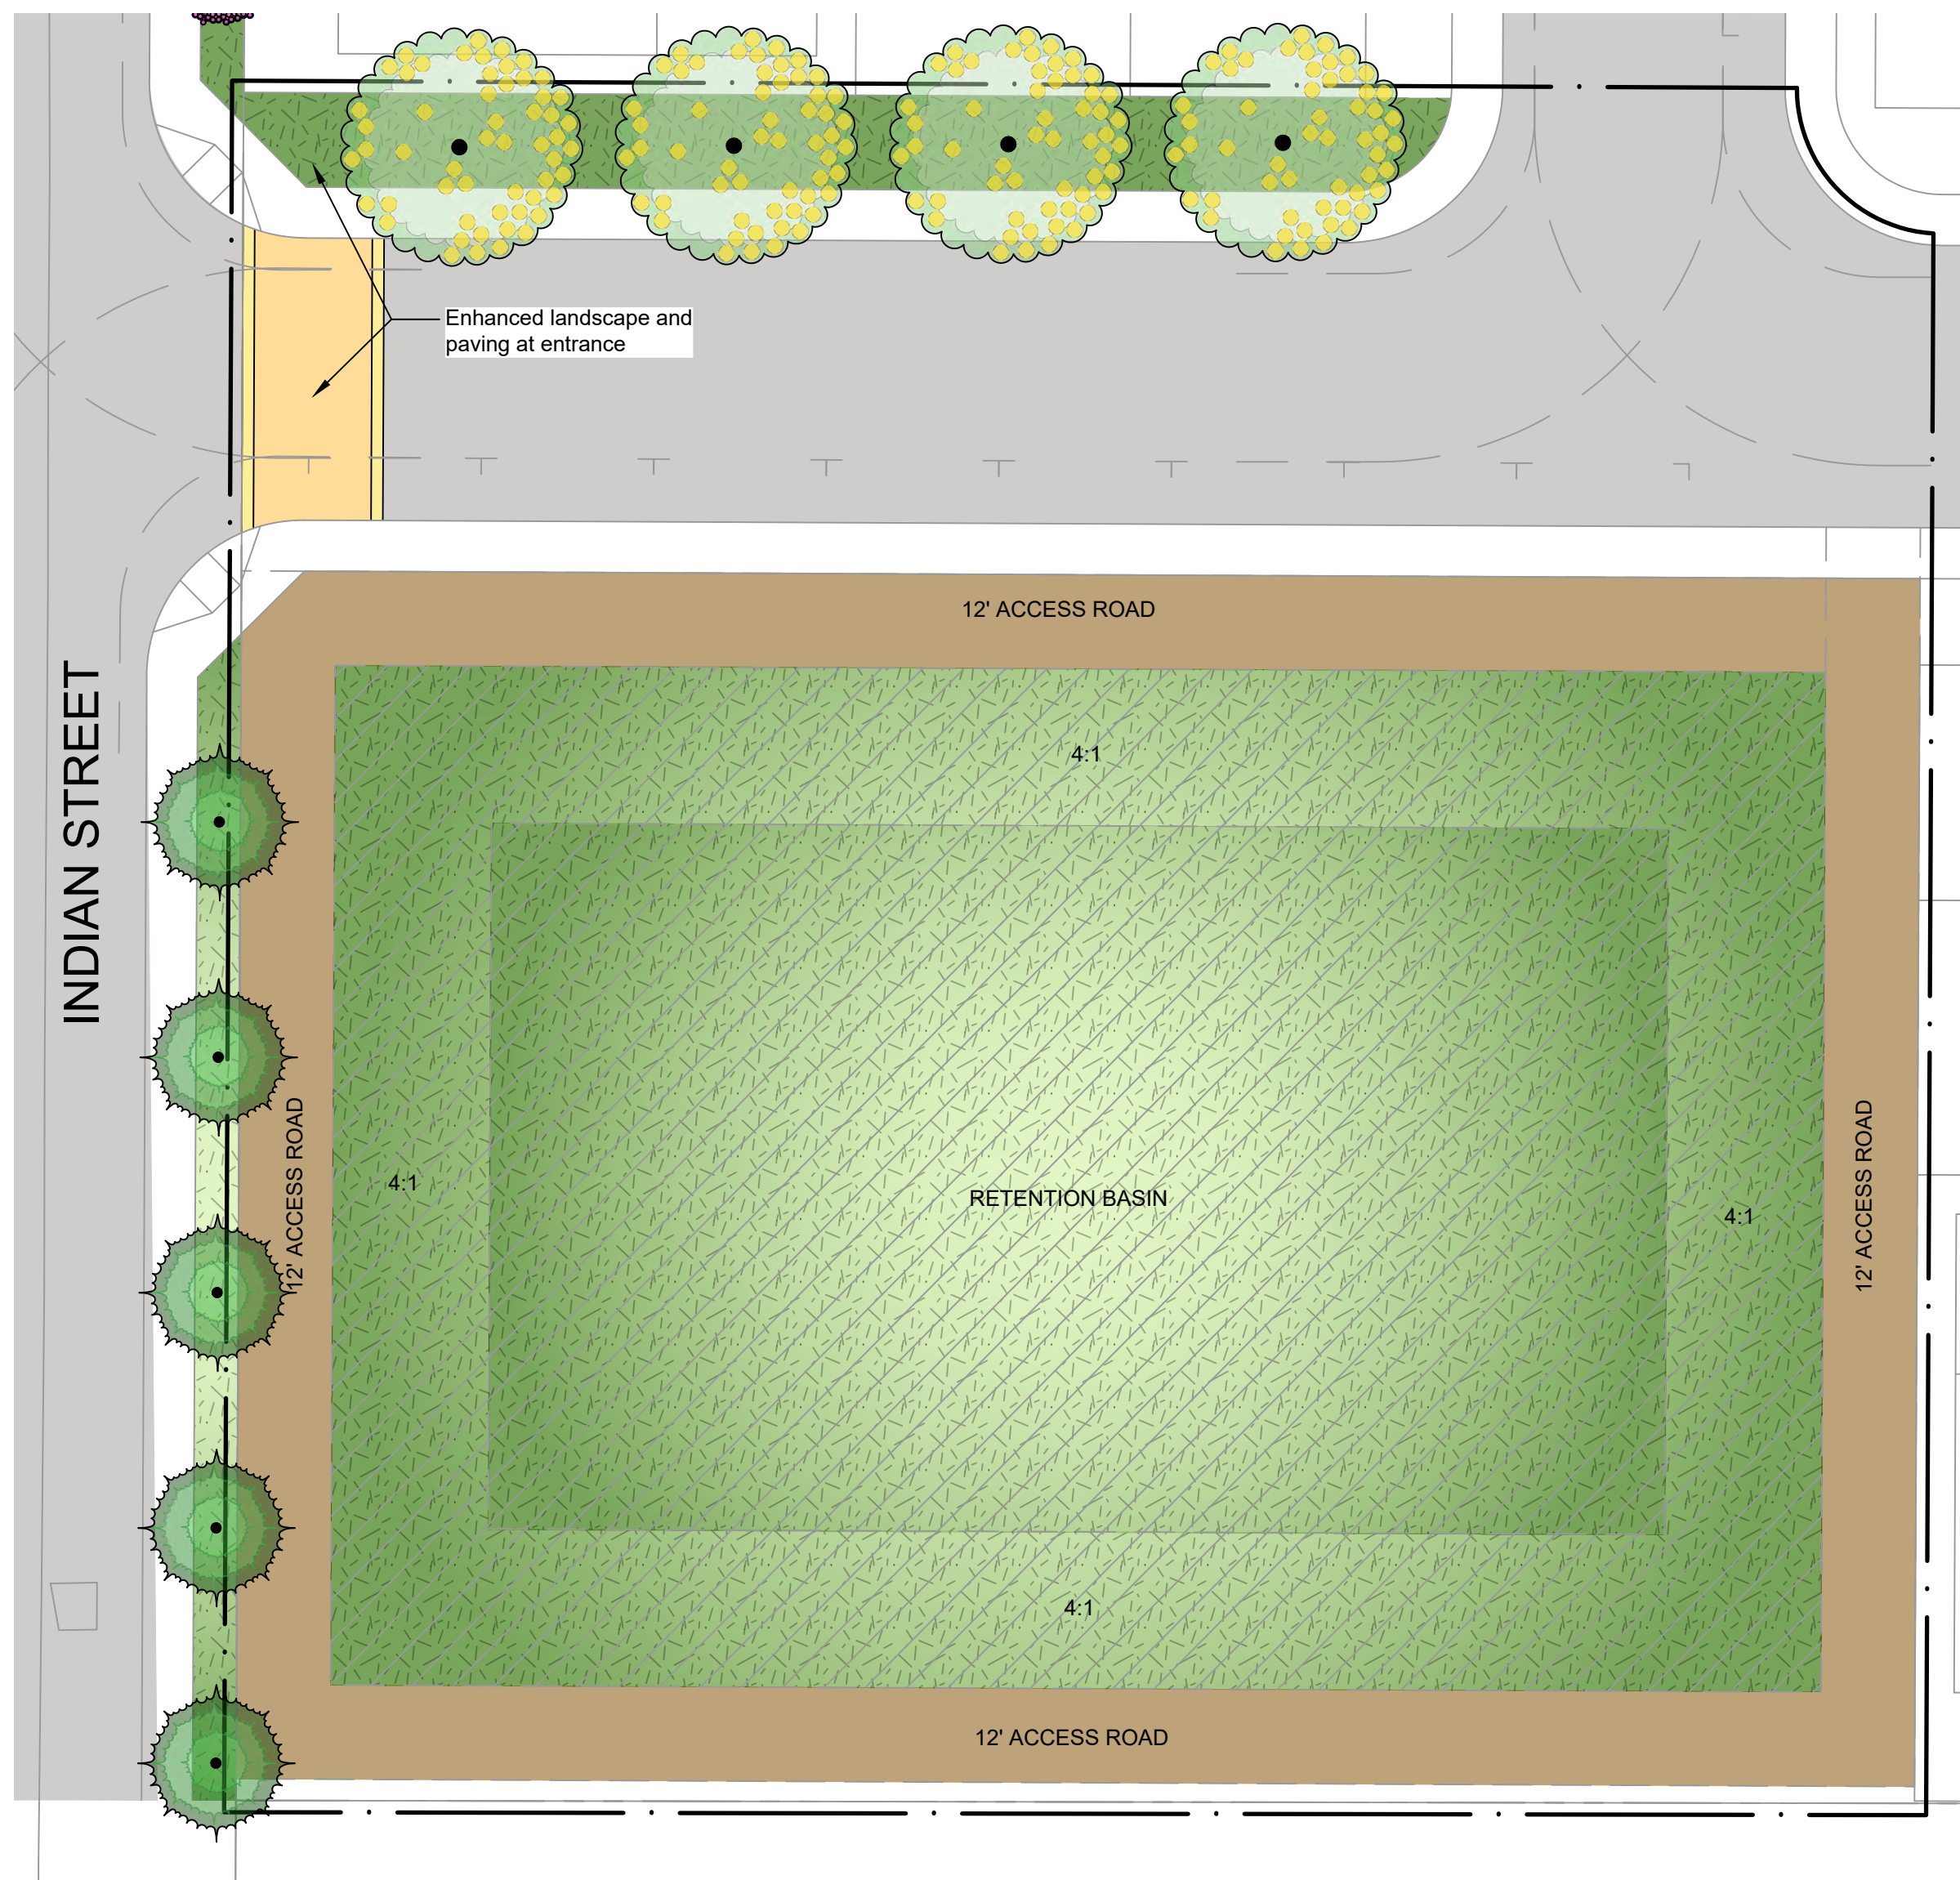 Enhanced landscape and
paving at entrance
12' ACCESS ROAD
INDIAN STREET
4:1
12' ACCESS ROAD
4:1
RETENTION BASIN
4:1
12' ACCESS ROAD
4:1
12' ACCESS ROAD